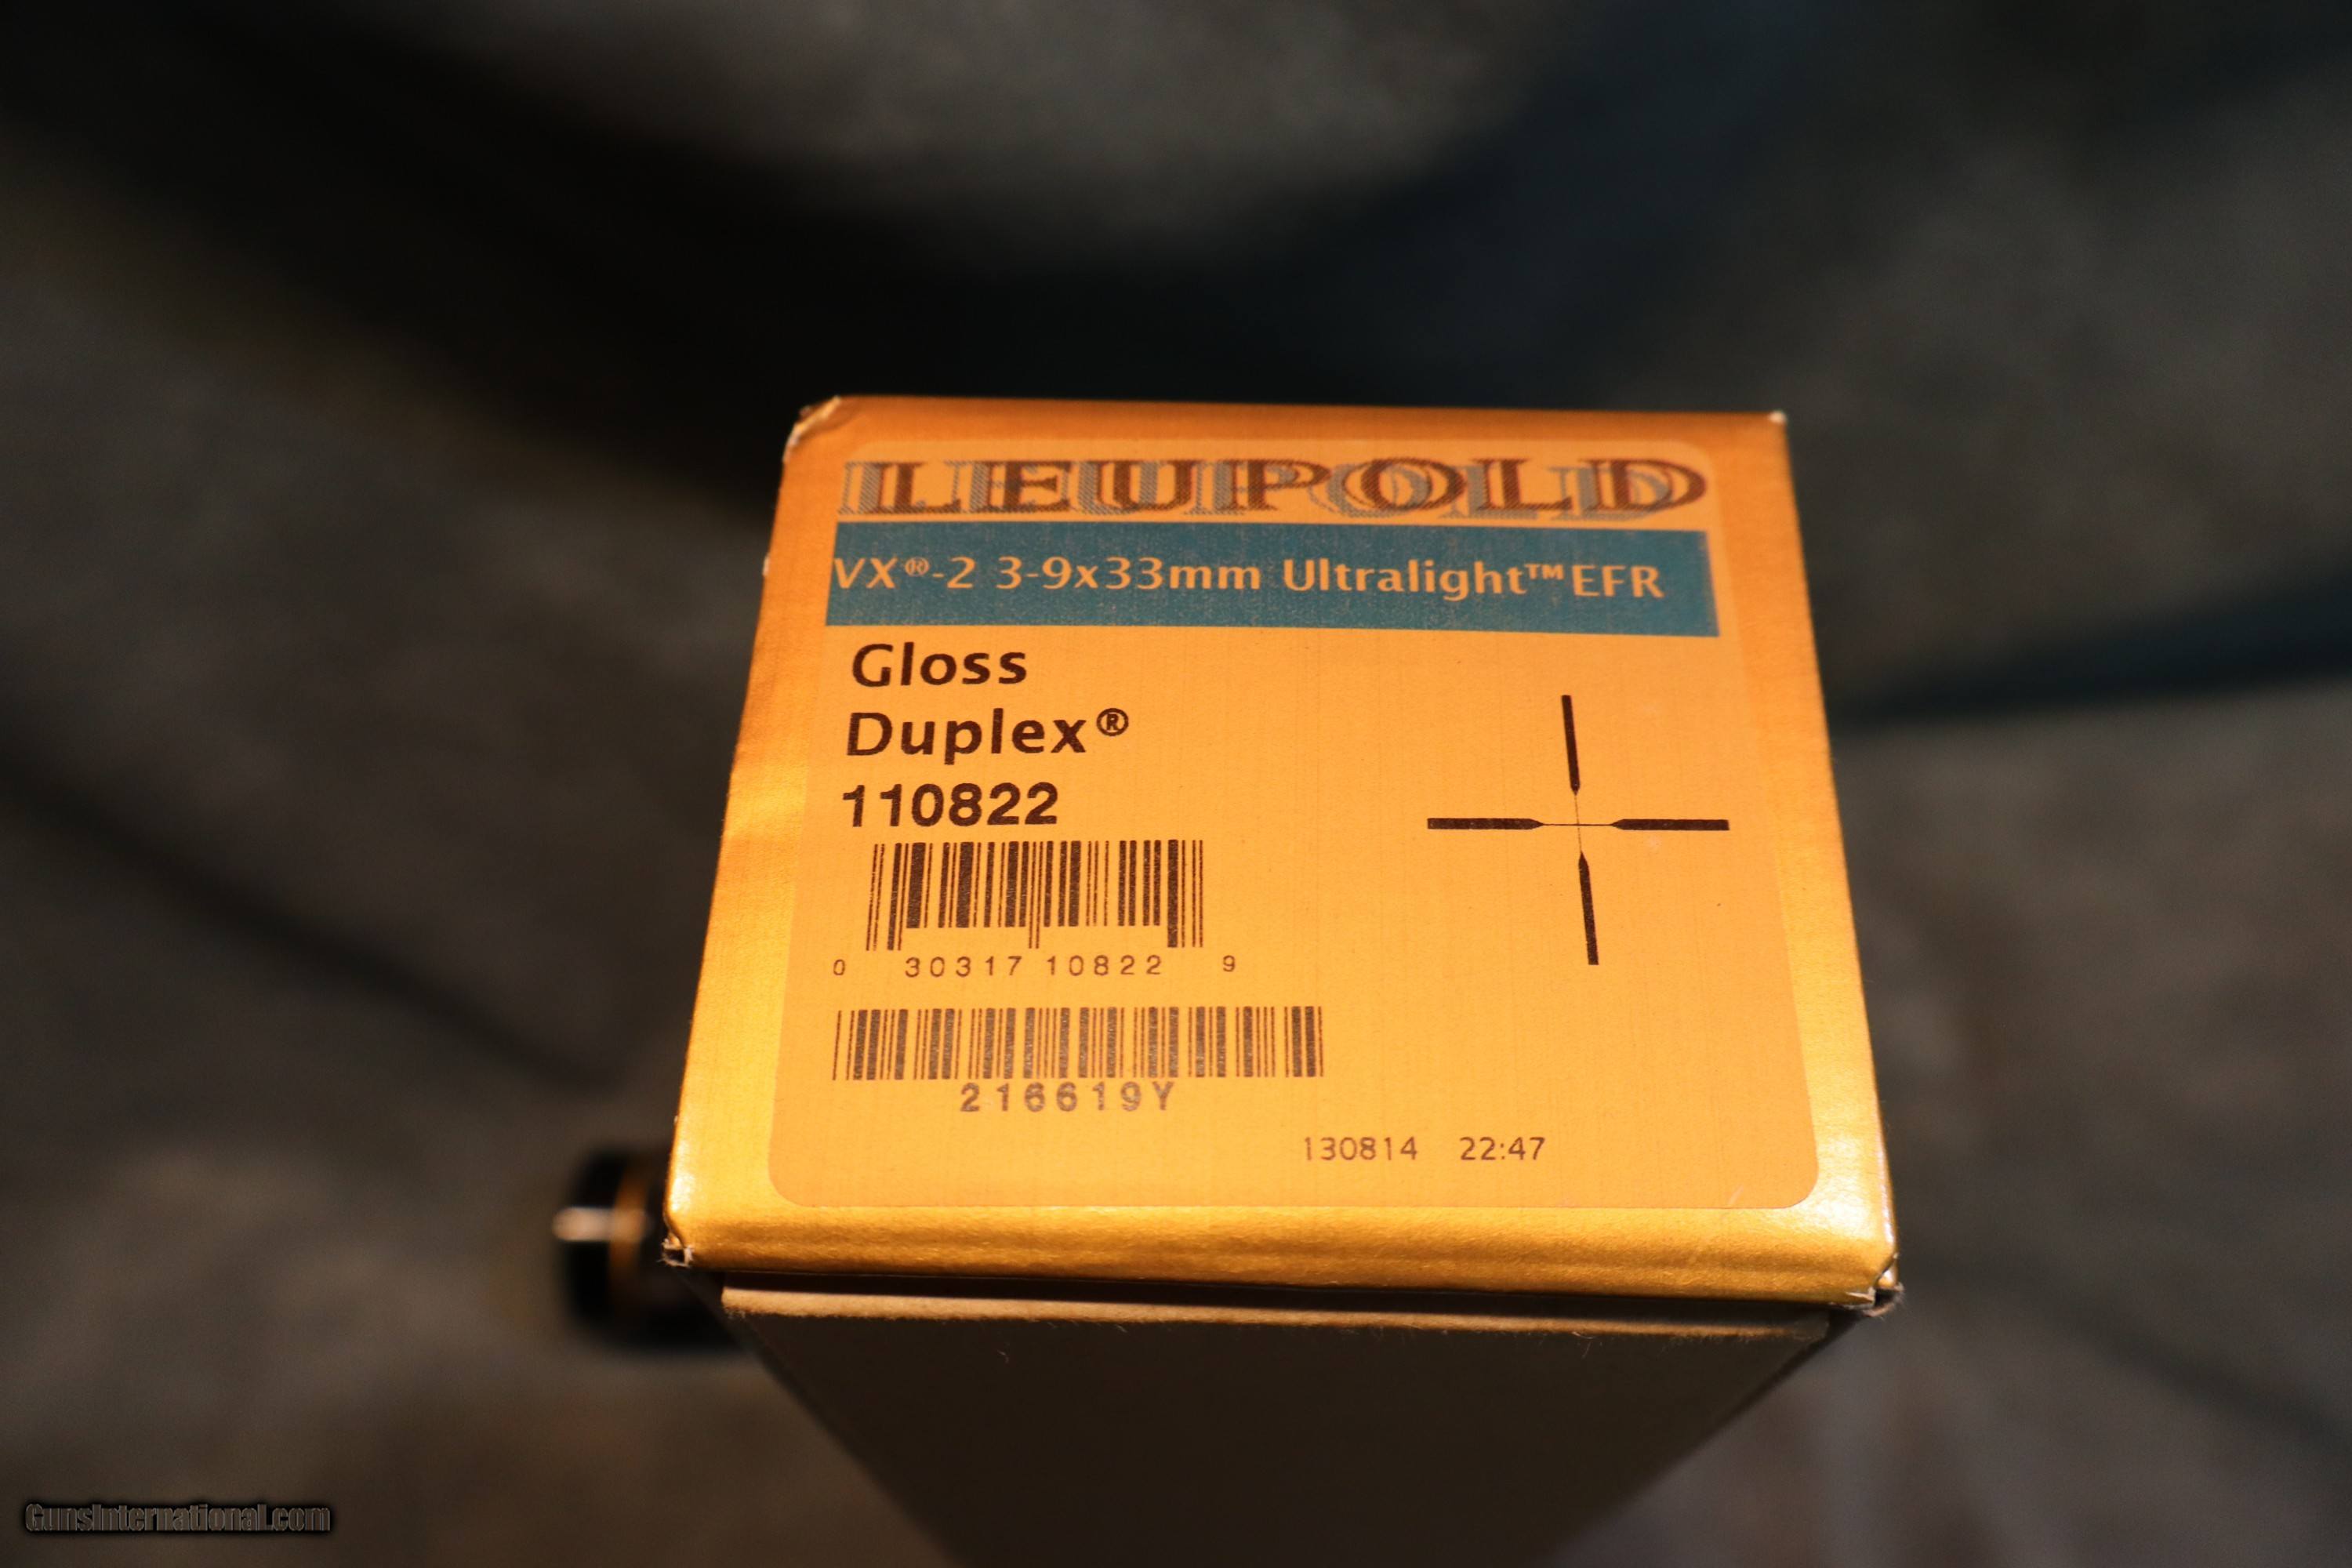 LEUPOLD
VX®-2 3-9x33mm Ultralight™ EFR
Gloss
Duplex®
110822
0 30317 10822 9
216619Y
130814 22:47
GunsInternational.com